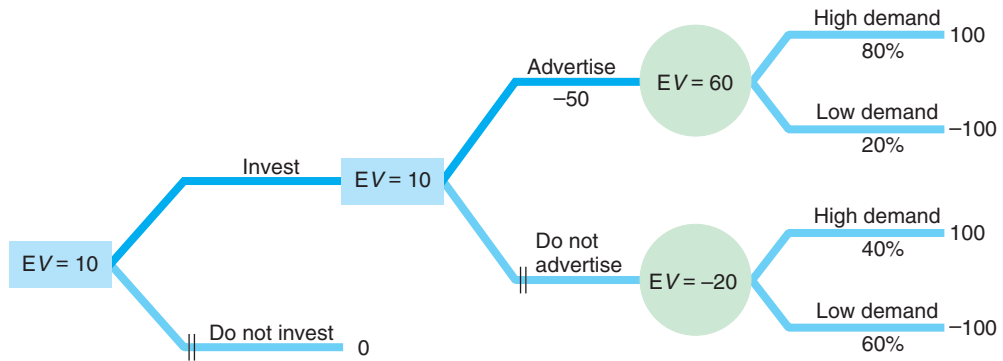 High demand
100
80%
Advertise
–50
EV = 60
Low demand
–100
20%
Invest
EV = 10
EV = 10
Do not invest
0
Do not
advertise
EV = –20
High demand
100
40%
Low demand
–100
60%